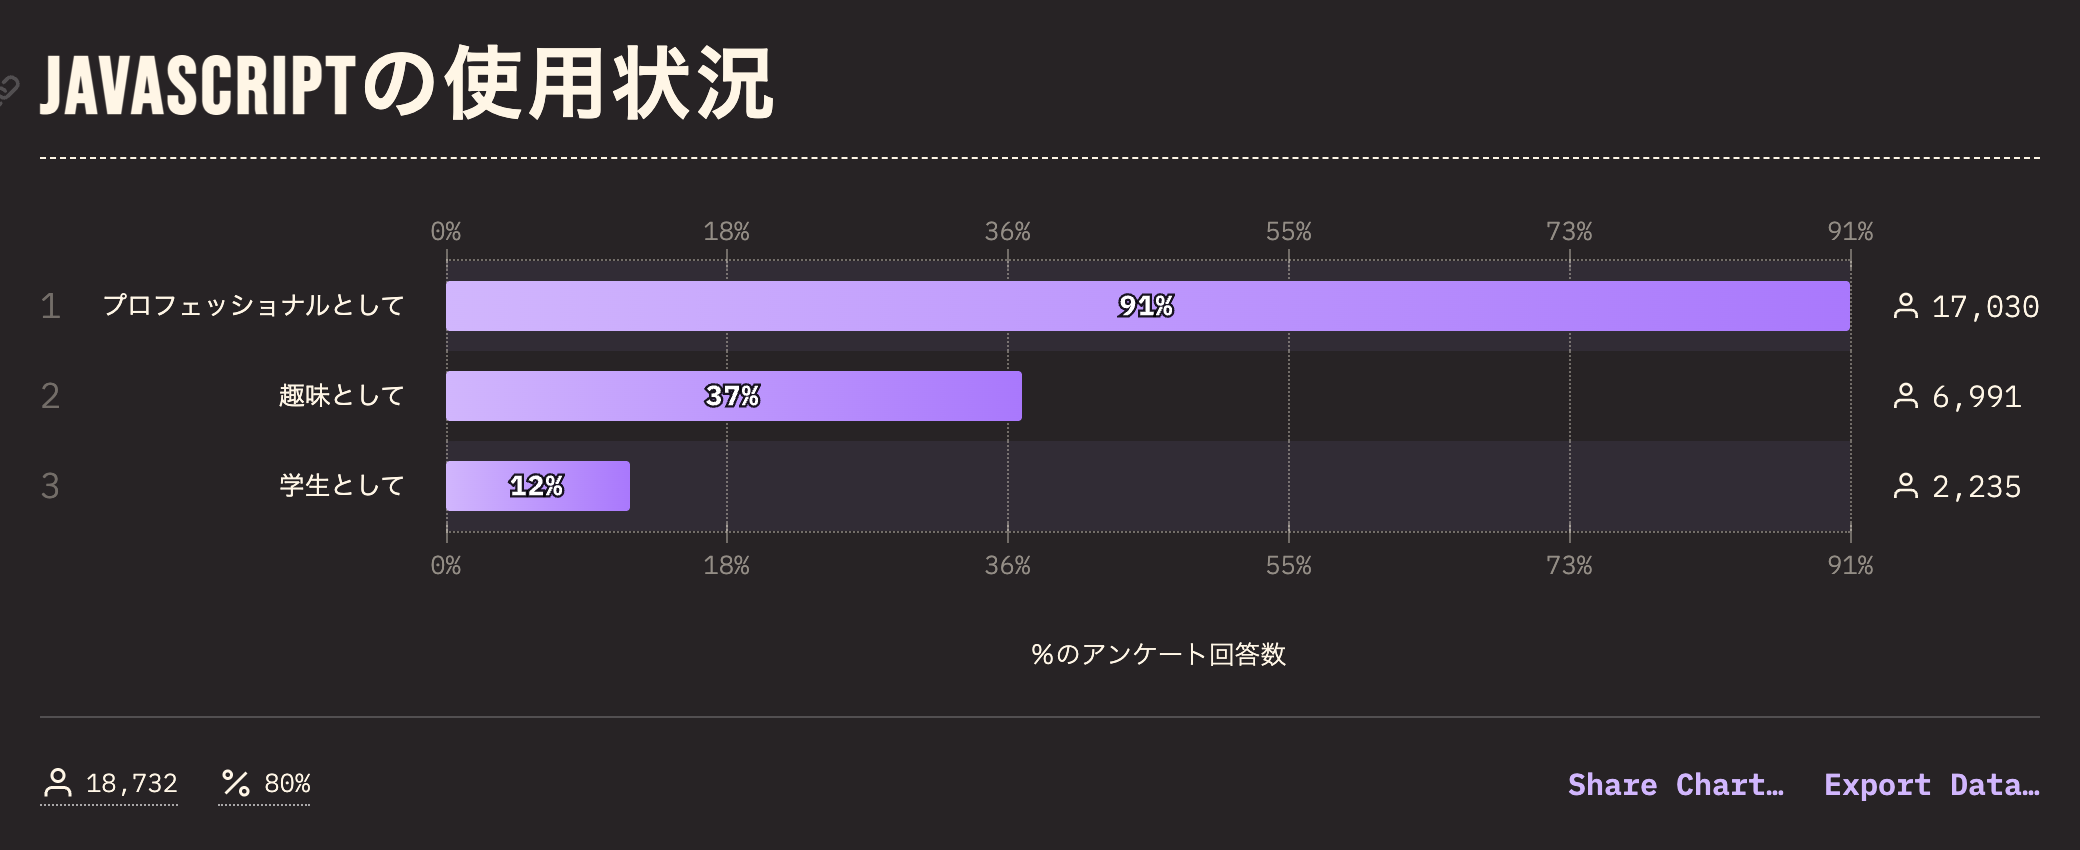 JAVASCRIPTの使用状況
0% 18% 36% 55% 73% 91%
1 プロフェッショナルとして 91% 17,030
2 趣味として 37% 6,991
3 学生として 12% 2,235
0% 18% 36% 55% 73% 91%
%のアンケート回答数
18,732 % 80% Share Chart… Export Data…